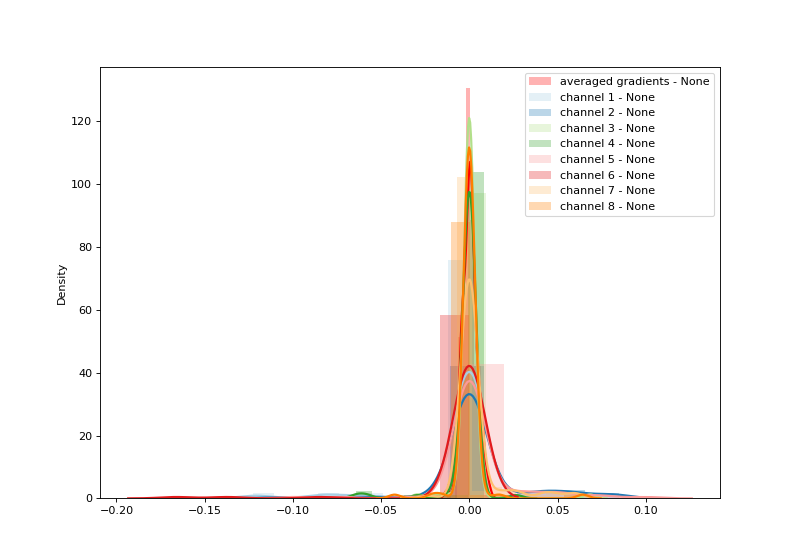 averaged gradients - None
channel 1 - None
channel 2 - None
channel 3 - None
channel 4 - None
channel 5 - None
channel 6 - None
channel 7 - None
channel 8 - None
120
100
80
60
40
20
0
Density
−0.20 −0.15 −0.10 −0.05 0.00 0.05 0.10